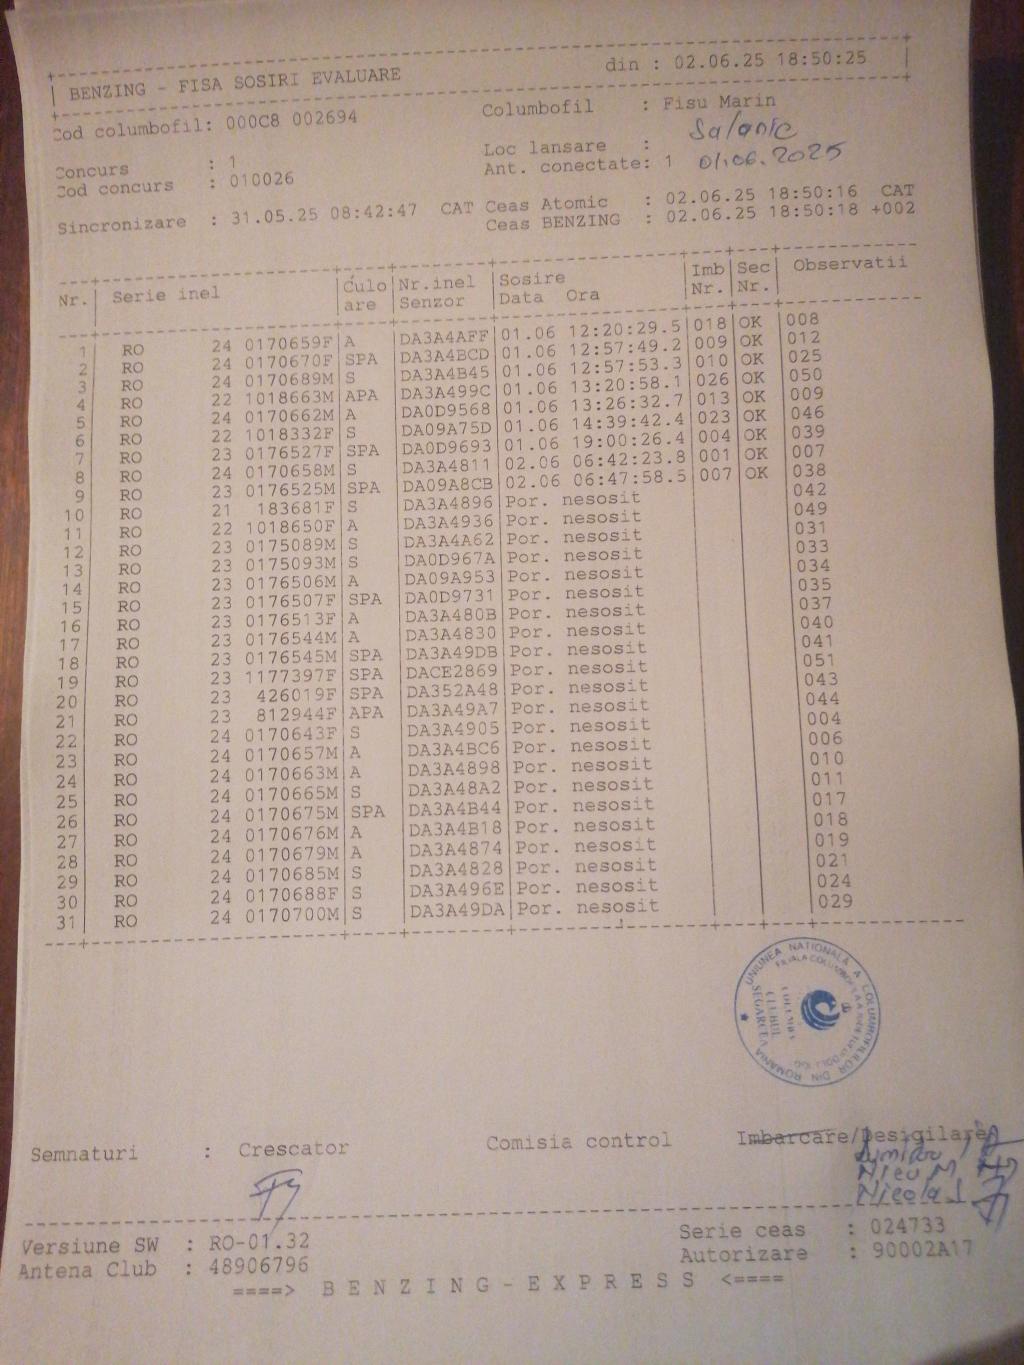 BENZING - FISA SOSIRI EVALUARE din : 02.06.25 18:50:25
Cod columbofil: 000C8 002694 Columbofil : Fisu Marin
Loc lansare : Salonic
Concurs : 1 Ant. conectate: 1 01.06.2025
Cod concurs : 010026
Sincronizare : 31.05.25 08:42:47 CAT Ceas Atomic : 02.06.25 18:50:16 CAT
Ceas BENZING : 02.06.25 18:50:18 +002
Nr. Serie inel Culo Nr.inel Sosire Imb Sec Observatii
are Senzor Data Ora Nr. Nr.
1 RO 24 0170659F A DA3A4AFF 01.06 12:20:29.5 018 OK 008
2 RO 24 0170670F SPA DA3A4BCD 01.06 12:57:49.2 009 OK 012
3 RO 24 0170689M S DA3A4B45 01.06 12:57:53.3 010 OK 025
4 RO 22 1018663M APA DA3A499C 01.06 13:20:58.1 026 OK 050
5 RO 24 0170662M A DA0D9568 01.06 13:26:32.7 013 OK 009
6 RO 22 1018332F S DA09A75D 01.06 14:39:42.4 023 OK 046
7 RO 23 0176527F SPA DA0D9693 01.06 19:00:26.4 004 OK 039
8 RO 24 0170658M S DA3A4811 02.06 06:42:23.8 001 OK 007
9 RO 23 0176525M SPA DA09A8CB 02.06 06:47:58.5 007 OK 038
10 RO 21 183681F S DA3A4896 Por. nesosit 042
11 RO 22 1018650F A DA3A4936 Por. nesosit 049
12 RO 23 0175089M S DA3A4A62 Por. nesosit 031
13 RO 23 0175093M S DA0D967A Por. nesosit 033
14 RO 23 0176506M A DA09A953 Por. nesosit 034
15 RO 23 0176507F SPA DA0D9731 Por. nesosit 035
16 RO 23 0176513F A DA3A480B Por. nesosit 037
17 RO 23 0176544M A DA3A4830 Por. nesosit 040
18 RO 23 0176545M SPA DA3A49DB Por. nesosit 041
19 RO 23 1177397F SPA DACE2869 Por. nesosit 051
20 RO 23 426019F SPA DA352A48 Por. nesosit 043
21 RO 23 812944F APA DA3A49A7 Por. nesosit 044
22 RO 24 0170643F S DA3A4905 Por. nesosit 004
23 RO 24 0170657M A DA3A4BC6 Por. nesosit 006
24 RO 24 0170663M A DA3A4898 Por. nesosit 010
25 RO 24 0170665M S DA3A48A2 Por. nesosit 011
26 RO 24 0170675M SPA DA3A4B44 Por. nesosit 017
27 RO 24 0170676M A DA3A4B18 Por. nesosit 018
28 RO 24 0170679M A DA3A4874 Por. nesosit 019
29 RO 24 0170685M S DA3A4828 Por. nesosit 021
30 RO 24 0170688F S DA3A496E Por. nesosit 024
31 RO 24 0170700M S DA3A49DA Por. nesosit 029
UNIUNEA NATIONALA A COLUMBOFILILOR DIN ROMANIA
CLUBUL
SEGARCEA
Semnaturi : Crescator Comisia control Imbarcare/Desigilare
Nicu M
Nicola I
Versiune SW : RO-01.32 Serie ceas : 024733
Antena Club : 48906796 Autorizare : 90002A17
====> BENZING-EXPRESS <====